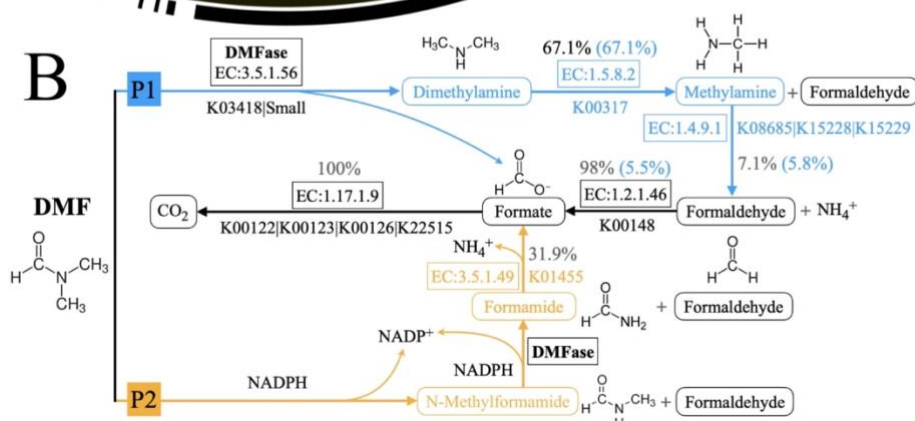 B
DMFase
EC:3.5.1.56
P1
K03418|Small
H₃C CH₃
N
H
Dimethylamine
67.1% (67.1%)
EC:1.5.8.2
K00317
H H
N C H
H H
Methylamine + Formaldehyde
EC:1.4.9.1 K08685|K15228|K15229
7.1% (5.8%)
DMF
O
H N CH₃
CH₃
CO₂
100%
EC:1.17.1.9
K00122|K00123|K00126|K22515
O
H O⁻
Formate
98% (5.5%)
EC:1.2.1.46
K00148
Formaldehyde + NH₄⁺
O
H H
NH₄⁺ 31.9%
EC:3.5.1.49 K01455
Formamide
O
H NH₂
+ Formaldehyde
NADP⁺
NADPH
DMFase
P2
NADPH
N-Methylformamide
O
H N CH₃
H
+ Formaldehyde